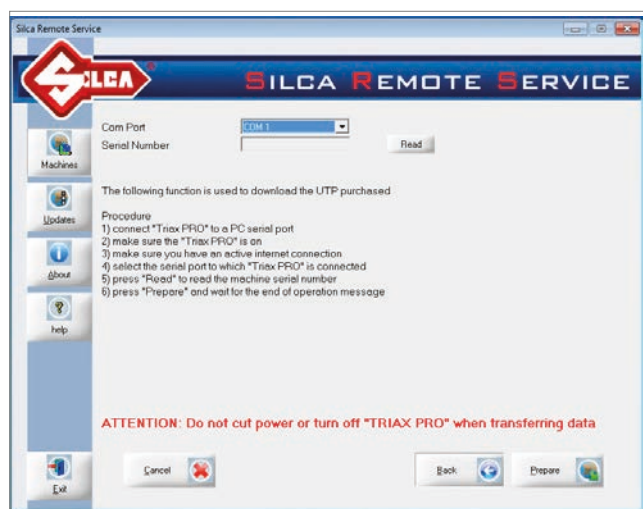 Silca Remote Service
SILCA
SILCA REMOTE SERVICE
Com Port COM 1
Serial Number Read
Machines
The following function is used to download the UTP purchased
Updates
Procedure
1) connect "Triax PRO" to a PC serial port
2) make sure the "Triax PRO" is on
3) make sure you have an active internet connection
4) select the serial port to which "Triax PRO" is connected
5) press "Read" to read the machine serial number
6) press "Prepare" and wait for the end of operation message
About
help
ATTENTION: Do not cut power or turn off "TRIAX PRO" when transferring data
Cancel Back Prepare
Exit